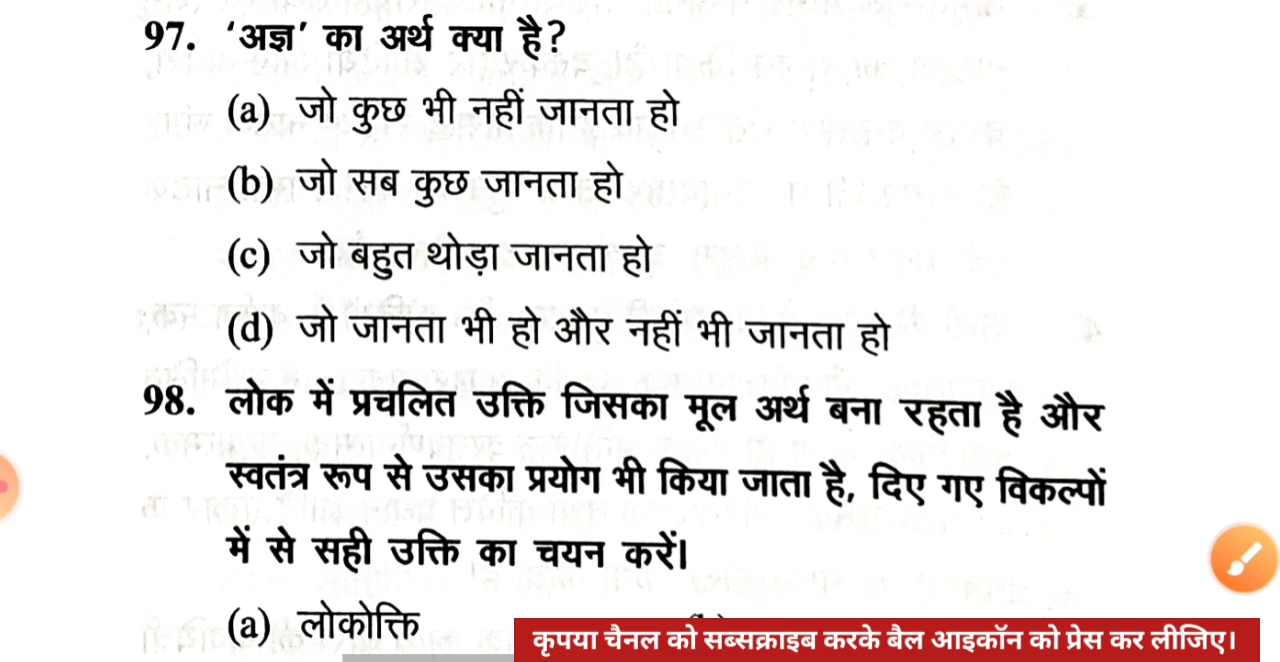 97. ‘अज्ञ’ का अर्थ क्या है?
(a) जो कुछ भी नहीं जानता हो
(b) जो सब कुछ जानता हो
(c) जो बहुत थोड़ा जानता हो
(d) जो जानता भी हो और नहीं भी जानता हो
98. लोक में प्रचलित उक्ति जिसका मूल अर्थ बना रहता है और
स्वतंत्र रूप से उसका प्रयोग भी किया जाता है, दिए गए विकल्पों
में से सही उक्ति का चयन करें।
(a) लोकोक्ति
कृपया चैनल को सब्सक्राइब करके बैल आइकॉन को प्रेस कर लीजिए।